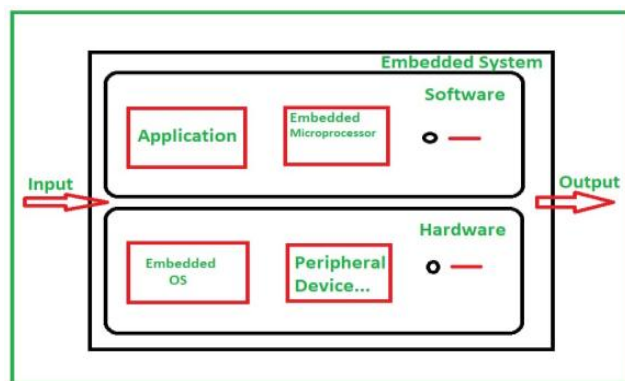 Embedded System
Software
Application
Embedded
Microprocessor
Input
Output
Hardware
Embedded
OS
Peripheral
Device...